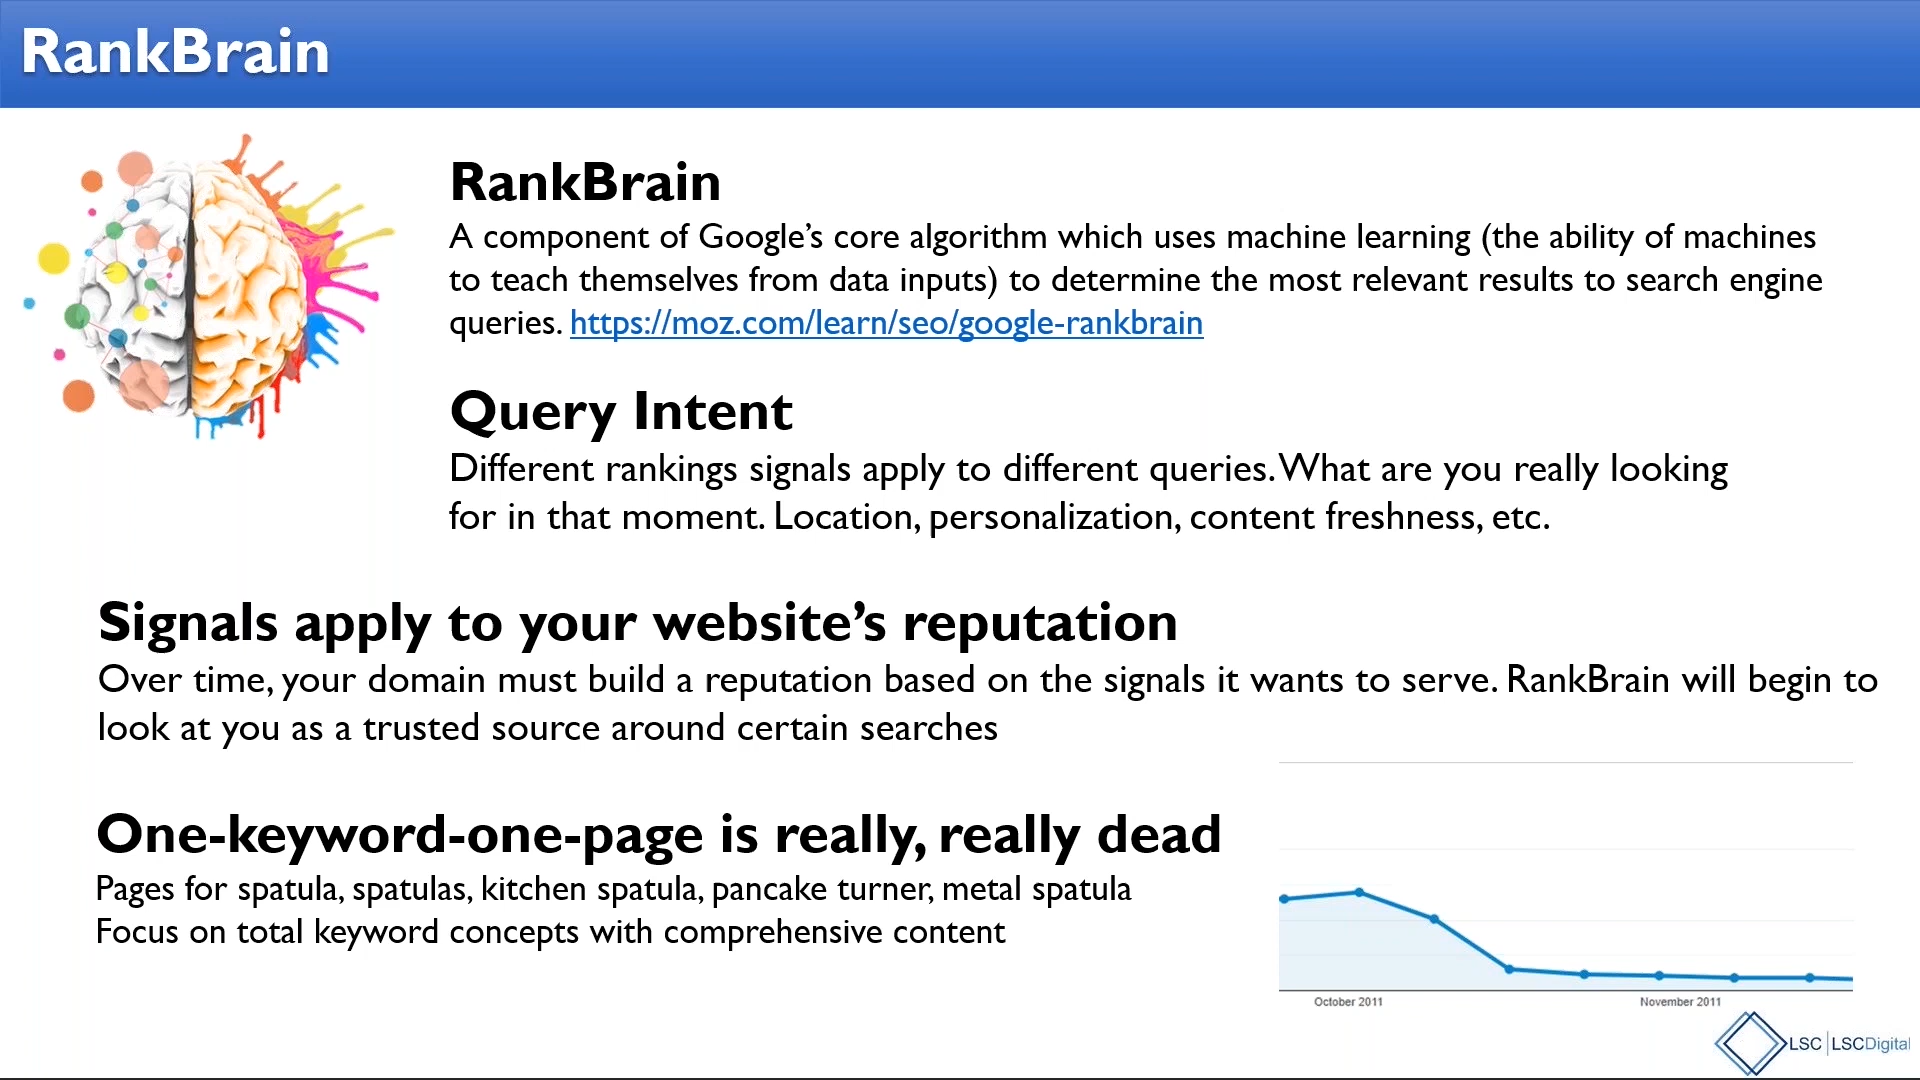 RankBrain
RankBrain
A component of Google’s core algorithm which uses machine learning (the ability of machines
to teach themselves from data inputs) to determine the most relevant results to search engine
queries. https://moz.com/learn/seo/google-rankbrain
Query Intent
Different rankings signals apply to different queries. What are you really looking
for in that moment. Location, personalization, content freshness, etc.
Signals apply to your website’s reputation
Over time, your domain must build a reputation based on the signals it wants to serve. RankBrain will begin to
look at you as a trusted source around certain searches
One-keyword-one-page is really, really dead
Pages for spatula, spatulas, kitchen spatula, pancake turner, metal spatula
Focus on total keyword concepts with comprehensive content
October 2011 November 2011
LSC | LSCDigital